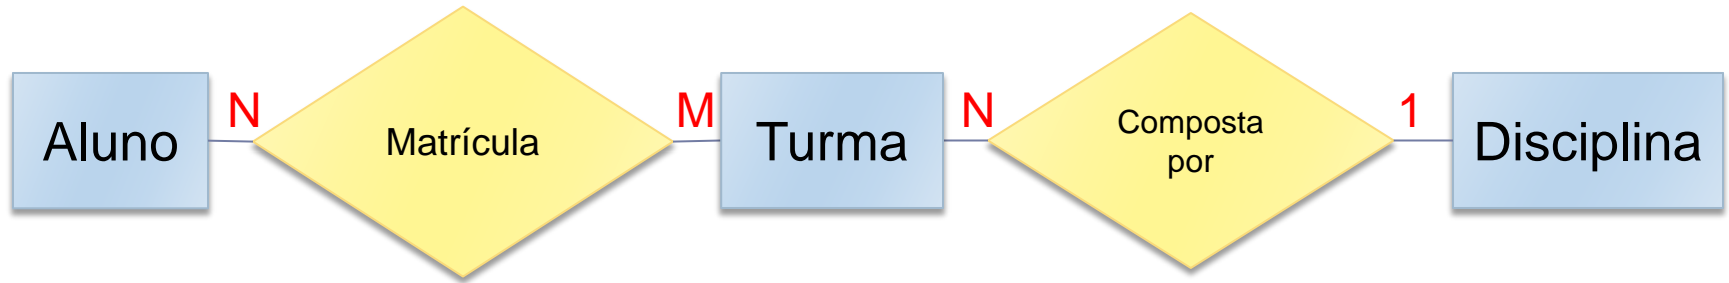 Aluno
N
Matrícula
M
Turma
N
Composta
por
1
Disciplina